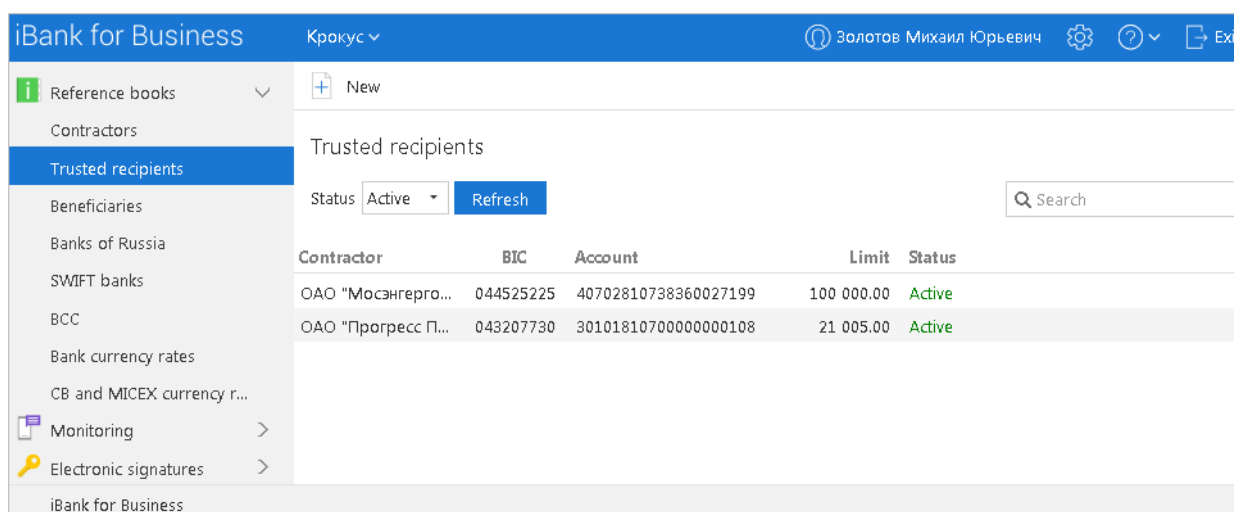 iBank for Business Крокус Золотов Михаил Юрьевич Exi
Reference books
New
Contractors
Trusted recipients
Trusted recipients
Status Active Refresh Search
Beneficiaries
Banks of Russia
Contractor BIC Account Limit Status
SWIFT banks
ОАО "Мосэнгерго... 044525225 40702810738360027199 100 000.00 Active
BCC
ОАО "Прогресс П... 043207730 30101810700000000108 21 005.00 Active
Bank currency rates
CB and MICEX currency r...
Monitoring
Electronic signatures
iBank for Business